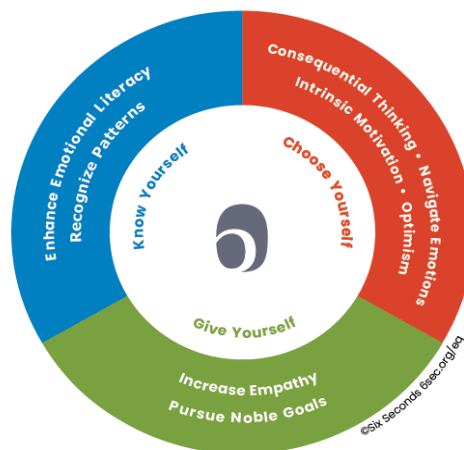 Enhance Emotional Literacy
Recognize Patterns
Know Yourself
Consequential Thinking • Navigate Emotions
Intrinsic Motivation • Optimism
Choose Yourself
6
Give Yourself
Increase Empathy
Pursue Noble Goals
©Six Seconds 6sec.org/eq